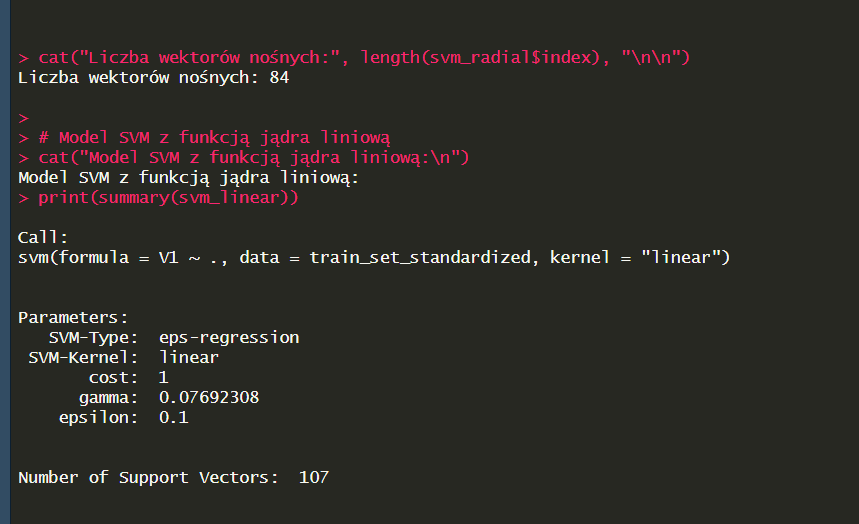 > cat("Liczba wektorów nośnych:", length(svm_radial$index), "\n\n")
Liczba wektorów nośnych: 84
>
> # Model SVM z funkcją jądra liniową
> cat("Model SVM z funkcją jądra liniową:\n")
Model SVM z funkcją jądra liniową:
> print(summary(svm_linear))
Call:
svm(formula = V1 ~ ., data = train_set_standardized, kernel = "linear")
Parameters:
SVM-Type: eps-regression
SVM-Kernel: linear
cost: 1
gamma: 0.07692308
epsilon: 0.1
Number of Support Vectors: 107